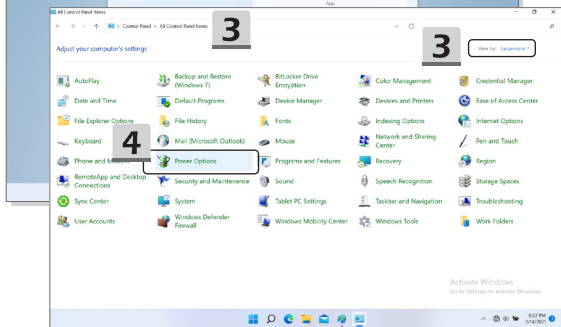 App
All Control Panel Items
Control Panel > All Control Panel Items
3
3
Adjust your computer's settings
View by: Large icons
AutoPlay
Backup and Restore
(Windows 7)
BitLocker Drive
Encryption
Color Management
Credential Manager
Date and Time
Default Programs
Device Manager
Devices and Printers
Ease of Access Center
File Explorer Options
File History
Fonts
Indexing Options
Internet Options
Keyboard
4
Mail (Microsoft Outlook)
Mouse
Network and Sharing
Center
Pen and Touch
Phone and
Power Options
Programs and Features
Recovery
Region
RemoteApp and Desktop
Connections
Security and Maintenance
Sound
Speech Recognition
Storage Spaces
Sync Center
System
Tablet PC Settings
Taskbar and Navigation
Troubleshooting
User Accounts
Windows Defender
Firewall
Windows Mobility Center
Windows Tools
Work Folders
Activate Windows
Go to Settings to activate Windows.